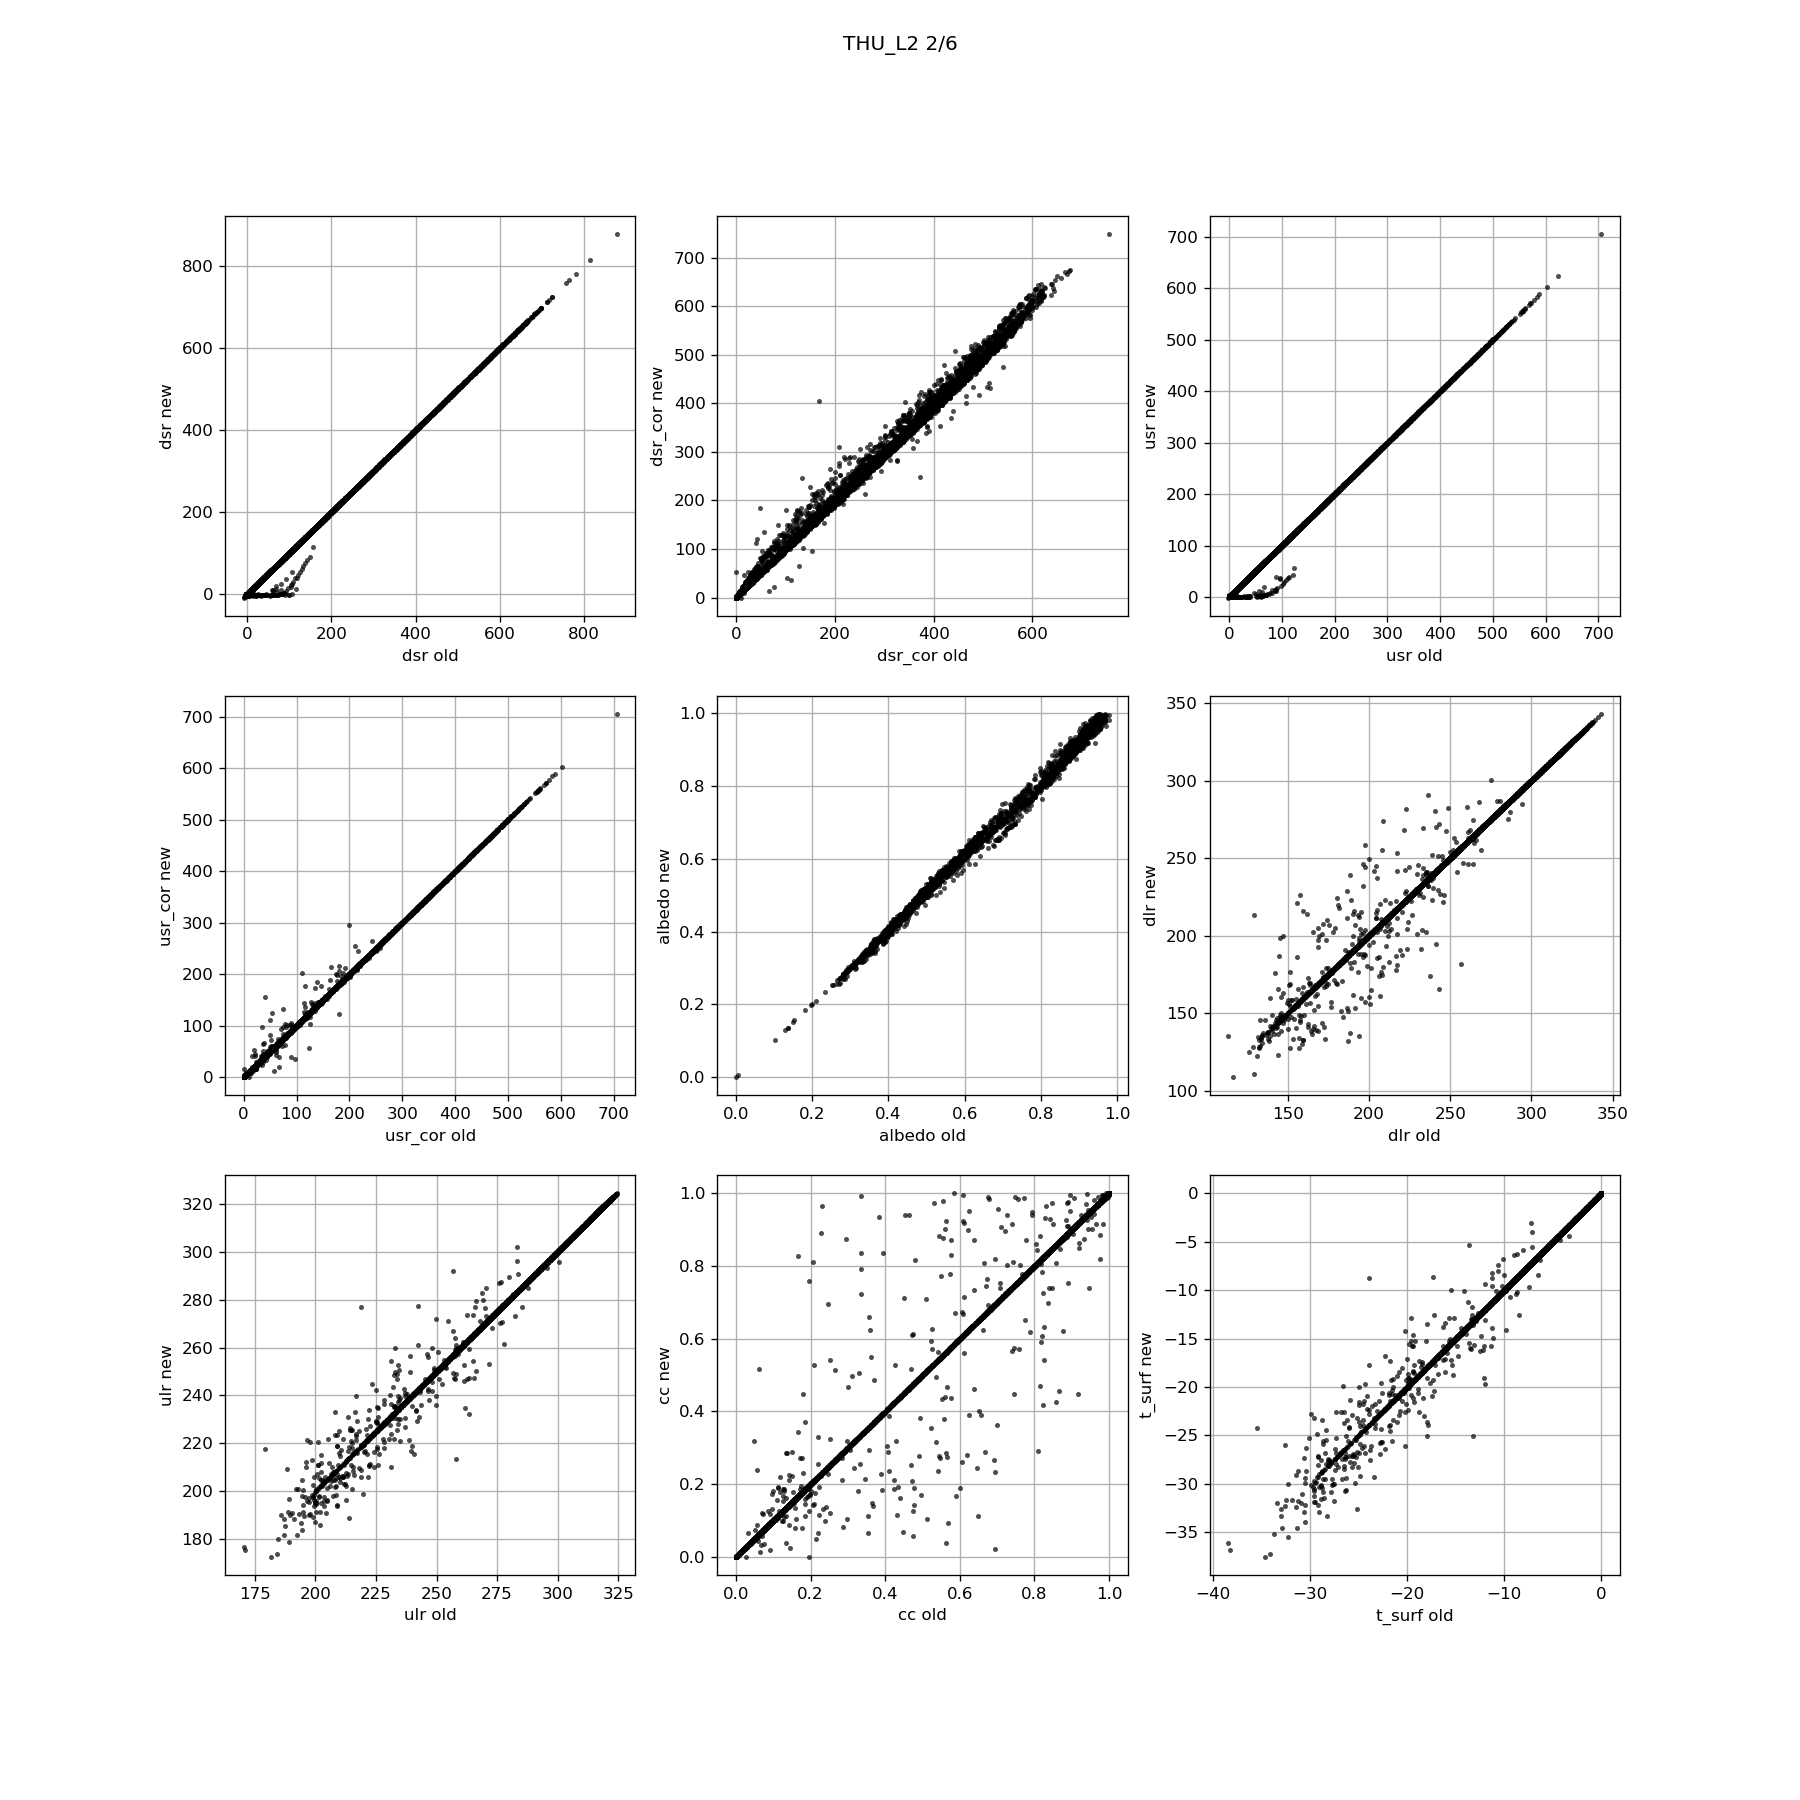 THU_L2 2/6
800
600
400
200
0
dsr new
0 200 400 600 800
dsr old
700
600
500
400
300
200
100
0
dsr_cor new
0 200 400 600
dsr_cor old
700
600
500
400
300
200
100
0
usr new
0 100 200 300 400 500 600 700
usr old
700
600
500
400
300
200
100
0
usr_cor new
0 100 200 300 400 500 600 700
usr_cor old
1.0
0.8
0.6
0.4
0.2
0.0
albedo new
0.0 0.2 0.4 0.6 0.8 1.0
albedo old
350
300
250
200
150
100
dlr new
150 200 250 300 350
dlr old
320
300
280
260
240
220
200
180
ulr new
175 200 225 250 275 300 325
ulr old
1.0
0.8
0.6
0.4
0.2
0.0
cc new
0.0 0.2 0.4 0.6 0.8 1.0
cc old
0
−5
−10
−15
−20
−25
−30
−35
t_surf new
−40 −30 −20 −10 0
t_surf old